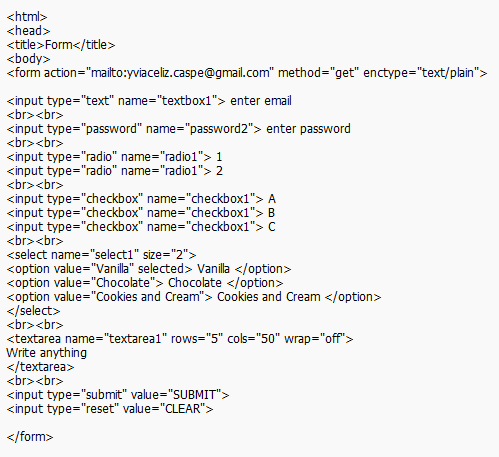 <html>
<head>
<title>Form</title>
<body>
<form action="mailto:yviaceliz.caspe@gmail.com" method="get" enctype="text/plain">
<input type="text" name="textbox1"> enter email
<br><br>
<input type="password" name="password2"> enter password
<br><br>
<input type="radio" name="radio1"> 1
<input type="radio" name="radio1"> 2
<br><br>
<input type="checkbox" name="checkbox1"> A
<input type="checkbox" name="checkbox1"> B
<input type="checkbox" name="checkbox1"> C
<br><br>
<select name="select1" size="2">
<option value="Vanilla" selected> Vanilla </option>
<option value="Chocolate"> Chocolate </option>
<option value="Cookies and Cream"> Cookies and Cream </option>
</select>
<br><br>
<textarea name="textarea1" rows="5" cols="50" wrap="off">
Write anything
</textarea>
<br><br>
<input type="submit" value="SUBMIT">
<input type="reset" value="CLEAR">
</form>